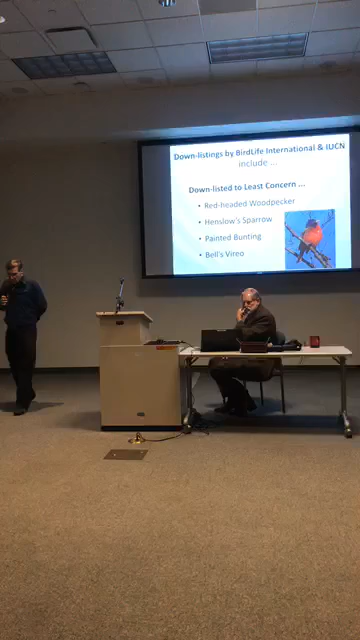 Down-listings by BirdLife International & IUCN
include ...
Down-listed to Least Concern ...
• Red-headed Woodpecker
• Henslow's Sparrow
• Painted Bunting
• Bell's Vireo